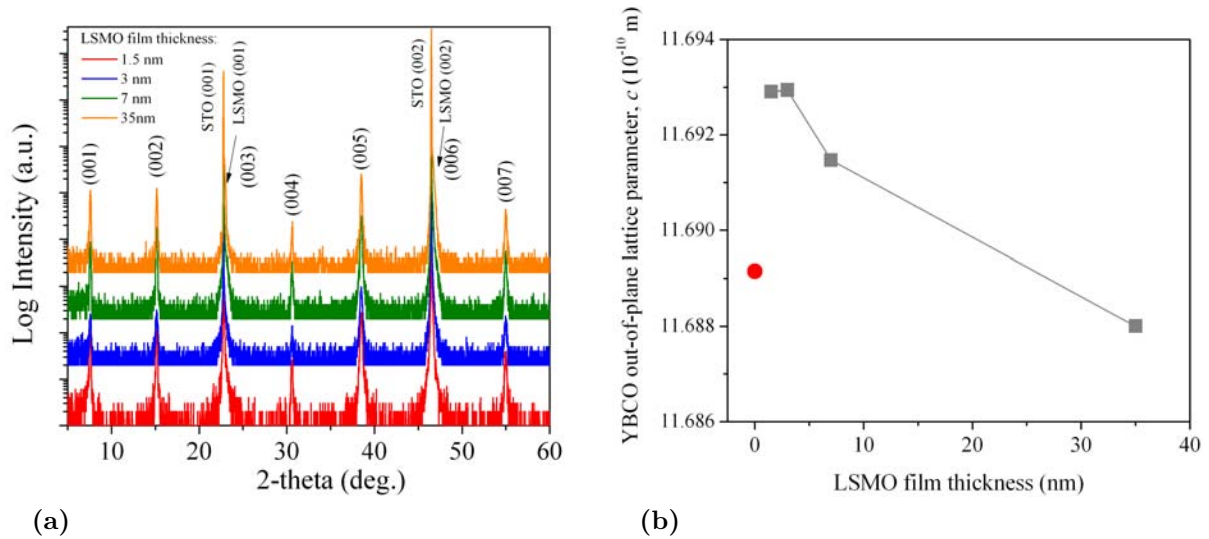 LSMO film thickness:
1.5 nm
3 nm
7 nm
35nm
(001)
(002)
STO (001)
LSMO (001)
(003)
(004)
(005)
STO (002)
LSMO (002)
(006)
(007)
Log Intensity (a.u.)
10 20 30 40 50 60
2-theta (deg.)
(a)
YBCO out-of-plane lattice parameter, c (10⁻¹⁰ m)
11.694
11.692
11.690
11.688
11.686
0 10 20 30 40
LSMO film thickness (nm)
(b)